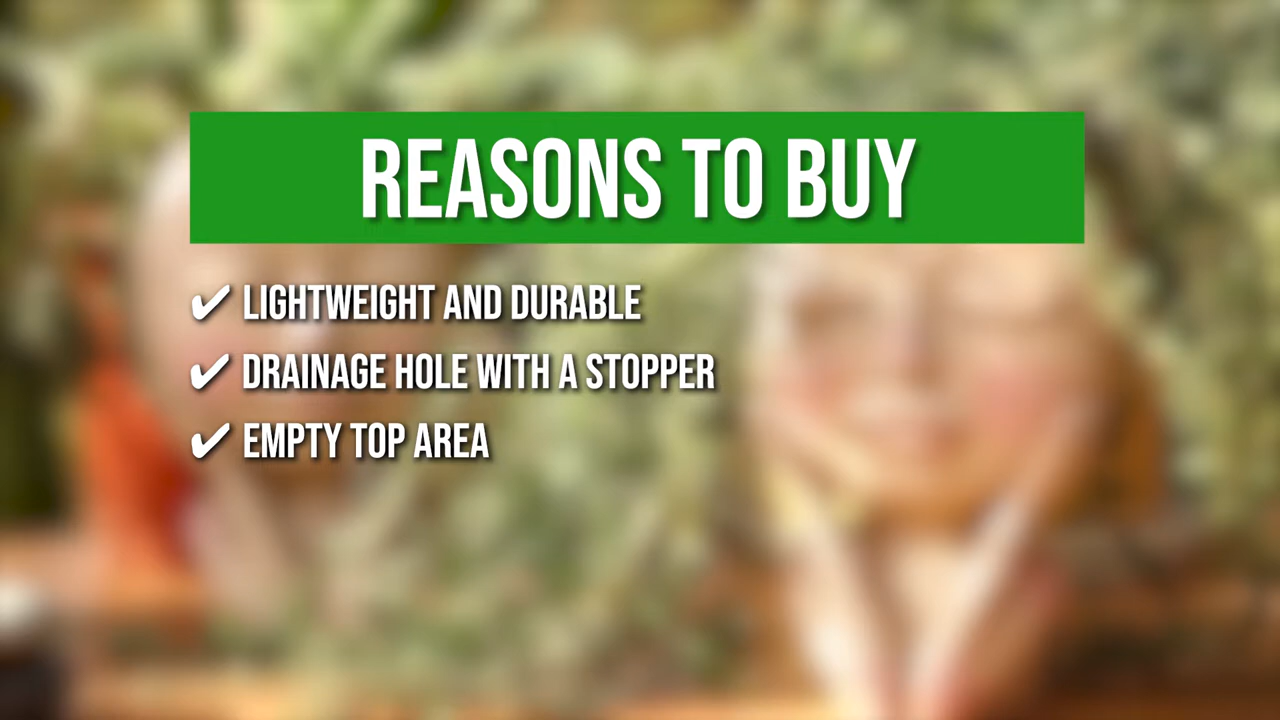 REASONS TO BUY
✔ LIGHTWEIGHT AND DURABLE
✔ DRAINAGE HOLE WITH A STOPPER
✔ EMPTY TOP AREA